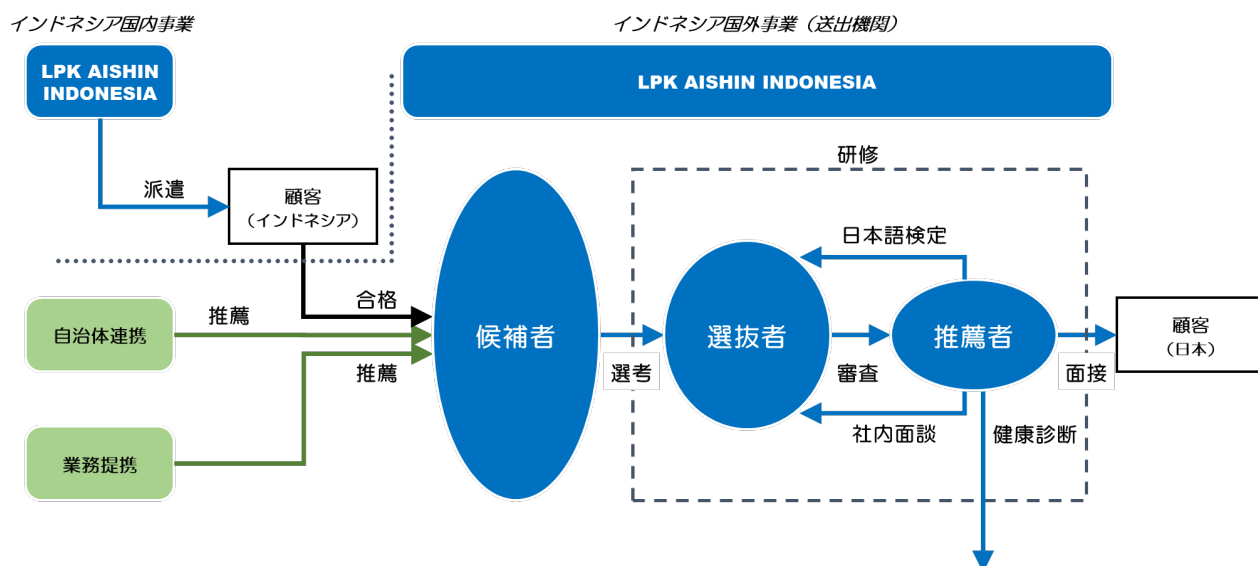 インドネシア国内事業
インドネシア国外事業（送出機関）
LPK AISHIN
INDONESIA
LPK AISHIN INDONESIA
研修
派遣
顧客
（インドネシア）
日本語検定
合格
自治体連携
推薦
推薦
候補者
選考
選抜者
審査
推薦者
面接
顧客
（日本）
社内面談
健康診断
業務提携